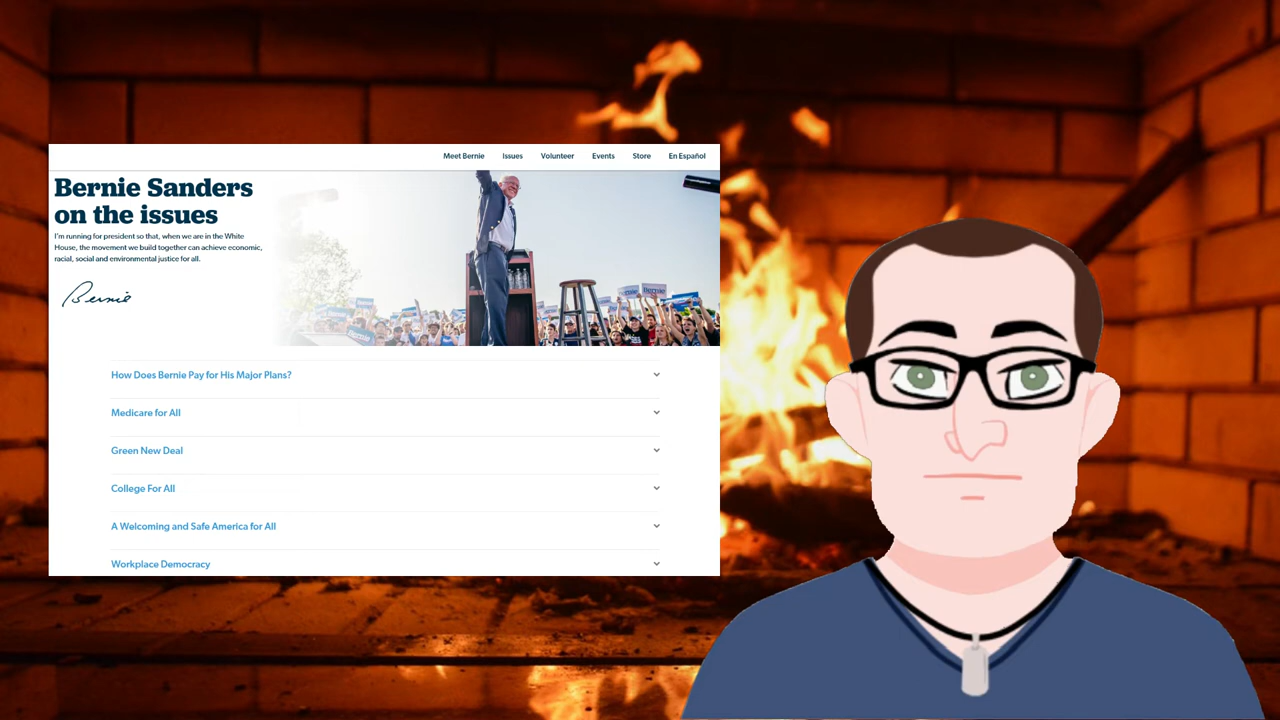 Meet Bernie Issues Volunteer Events Store En Español
Bernie Sanders
on the issues
I'm running for president so that, when we are in the White
House, the movement we build together can achieve economic,
racial, social and environmental justice for all.
Bernie
Bernie
Bernie
How Does Bernie Pay for His Major Plans?
Medicare for All
Green New Deal
College For All
A Welcoming and Safe America for All
Workplace Democracy